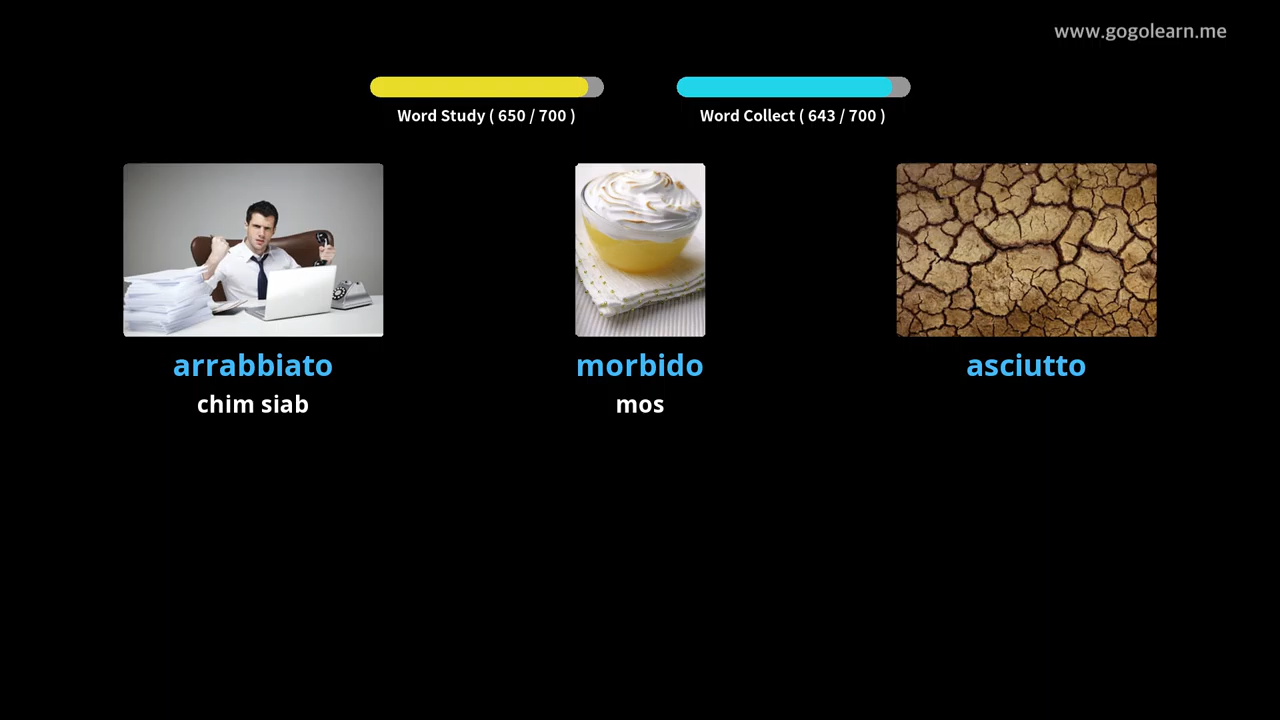 www.gogolearn.me
Word Study ( 650 / 700 )
Word Collect ( 643 / 700 )
arrabbiato
morbido
asciutto
chim siab
mos